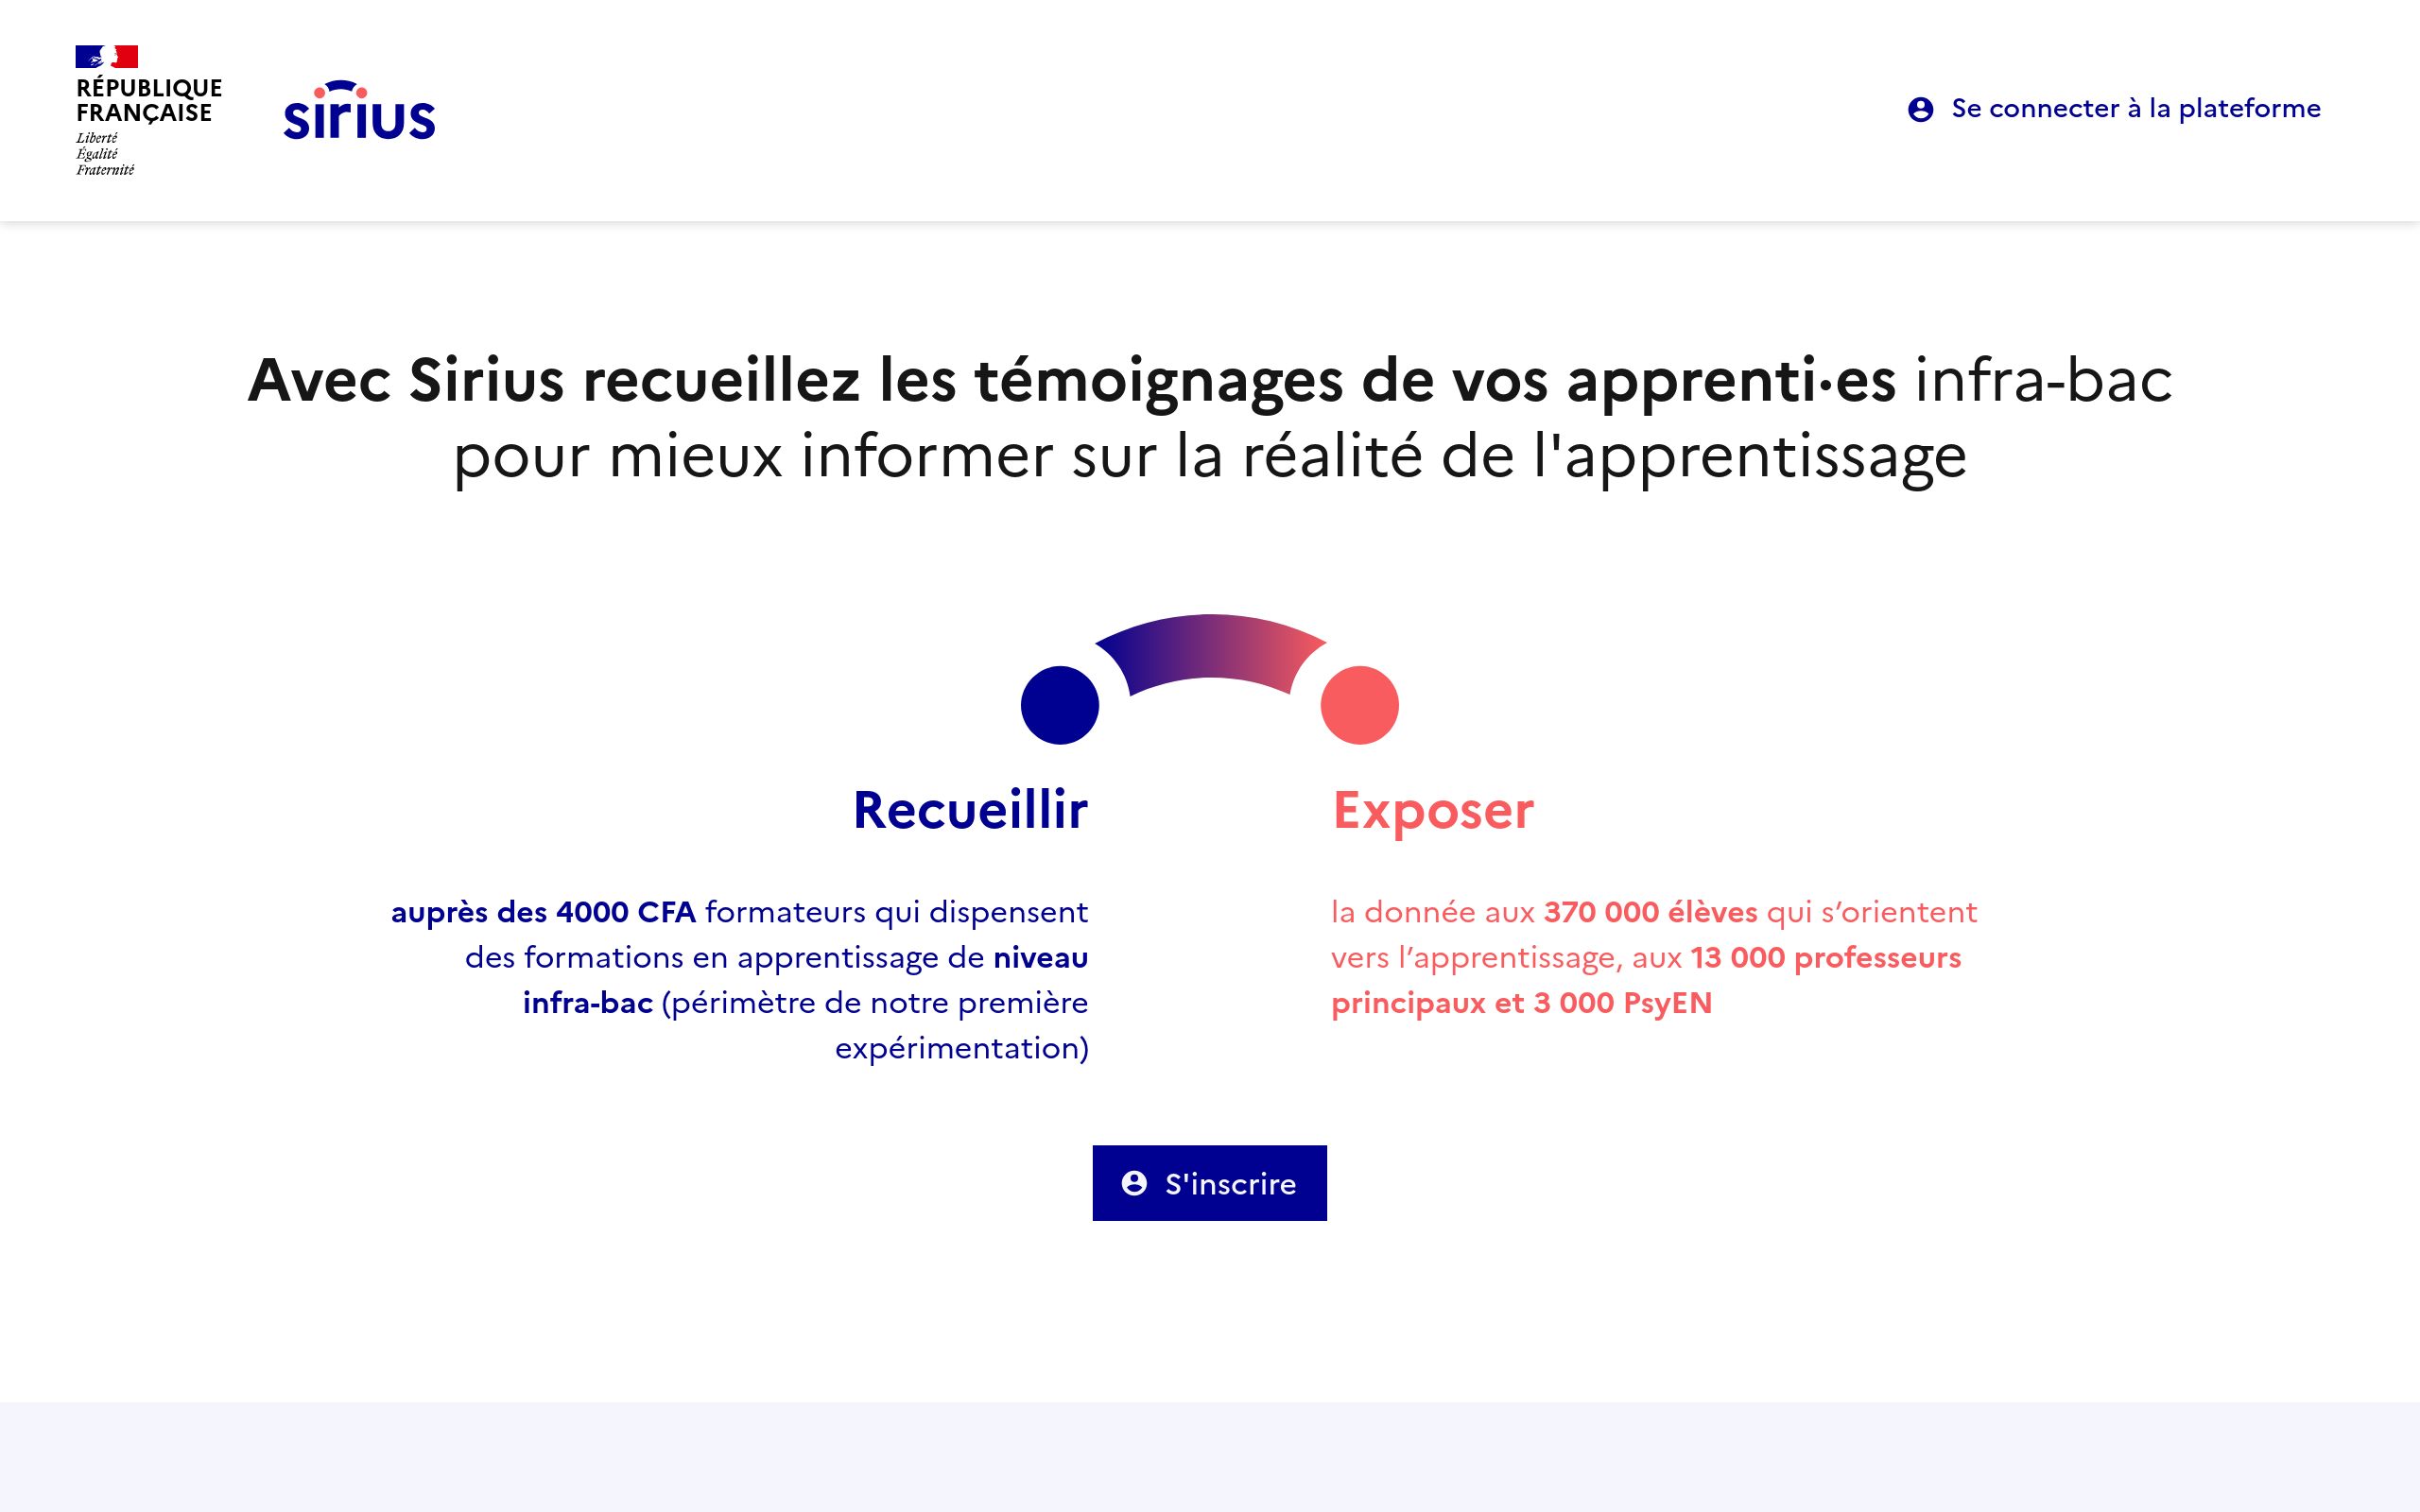 RÉPUBLIQUE
FRANÇAISE
Liberté
Égalité
Fraternité
sirius
Se connecter à la plateforme
Avec Sirius recueillez les témoignages de vos apprenti·es infra-bac
pour mieux informer sur la réalité de l'apprentissage
Recueillir
auprès des 4000 CFA formateurs qui dispensent
des formations en apprentissage de niveau
infra-bac (périmètre de notre première
expérimentation)
Exposer
la donnée aux 370 000 élèves qui s’orientent
vers l’apprentissage, aux 13 000 professeurs
principaux et 3 000 PsyEN
S'inscrire